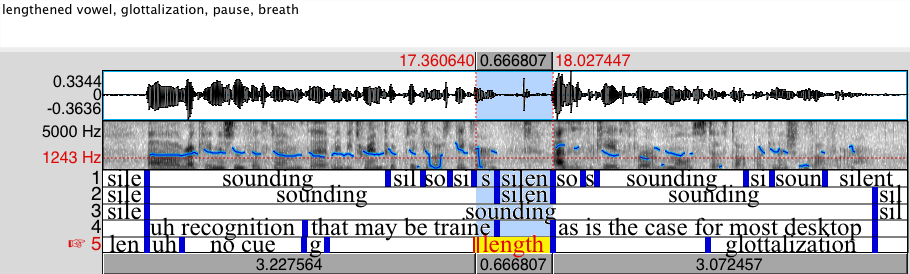 lengthened vowel, glottalization, pause, breath
17.360640 0.666807 18.027447
0.3344
0
-0.3636
5000 Hz
1243 Hz
1 sile sounding sil so si s silen so s sounding si soun silent
2 sile sounding silen sounding sil
3 sile sounding sil
4 uh recognition that may be traine as is the case for most desktop
5 len uh no cue g length glottalization
3.227564 0.666807 3.072457